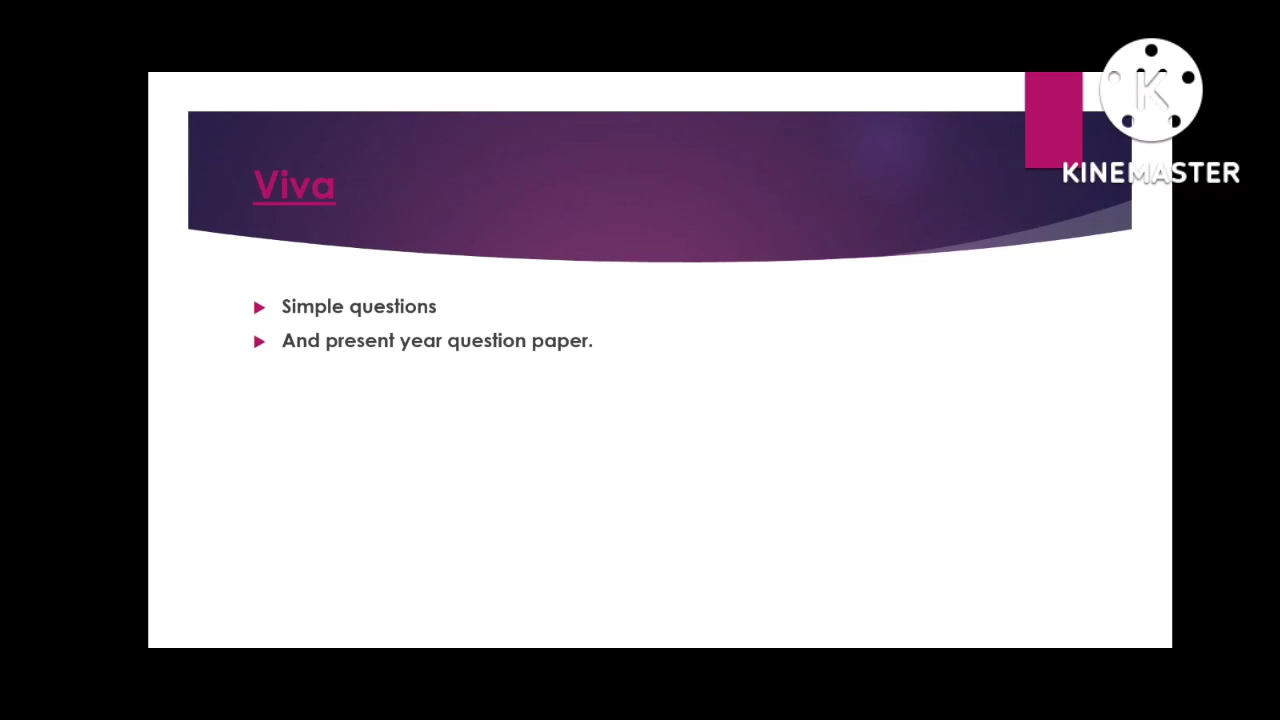 Viva
Simple questions
And present year question paper.
K
KINEMASTER